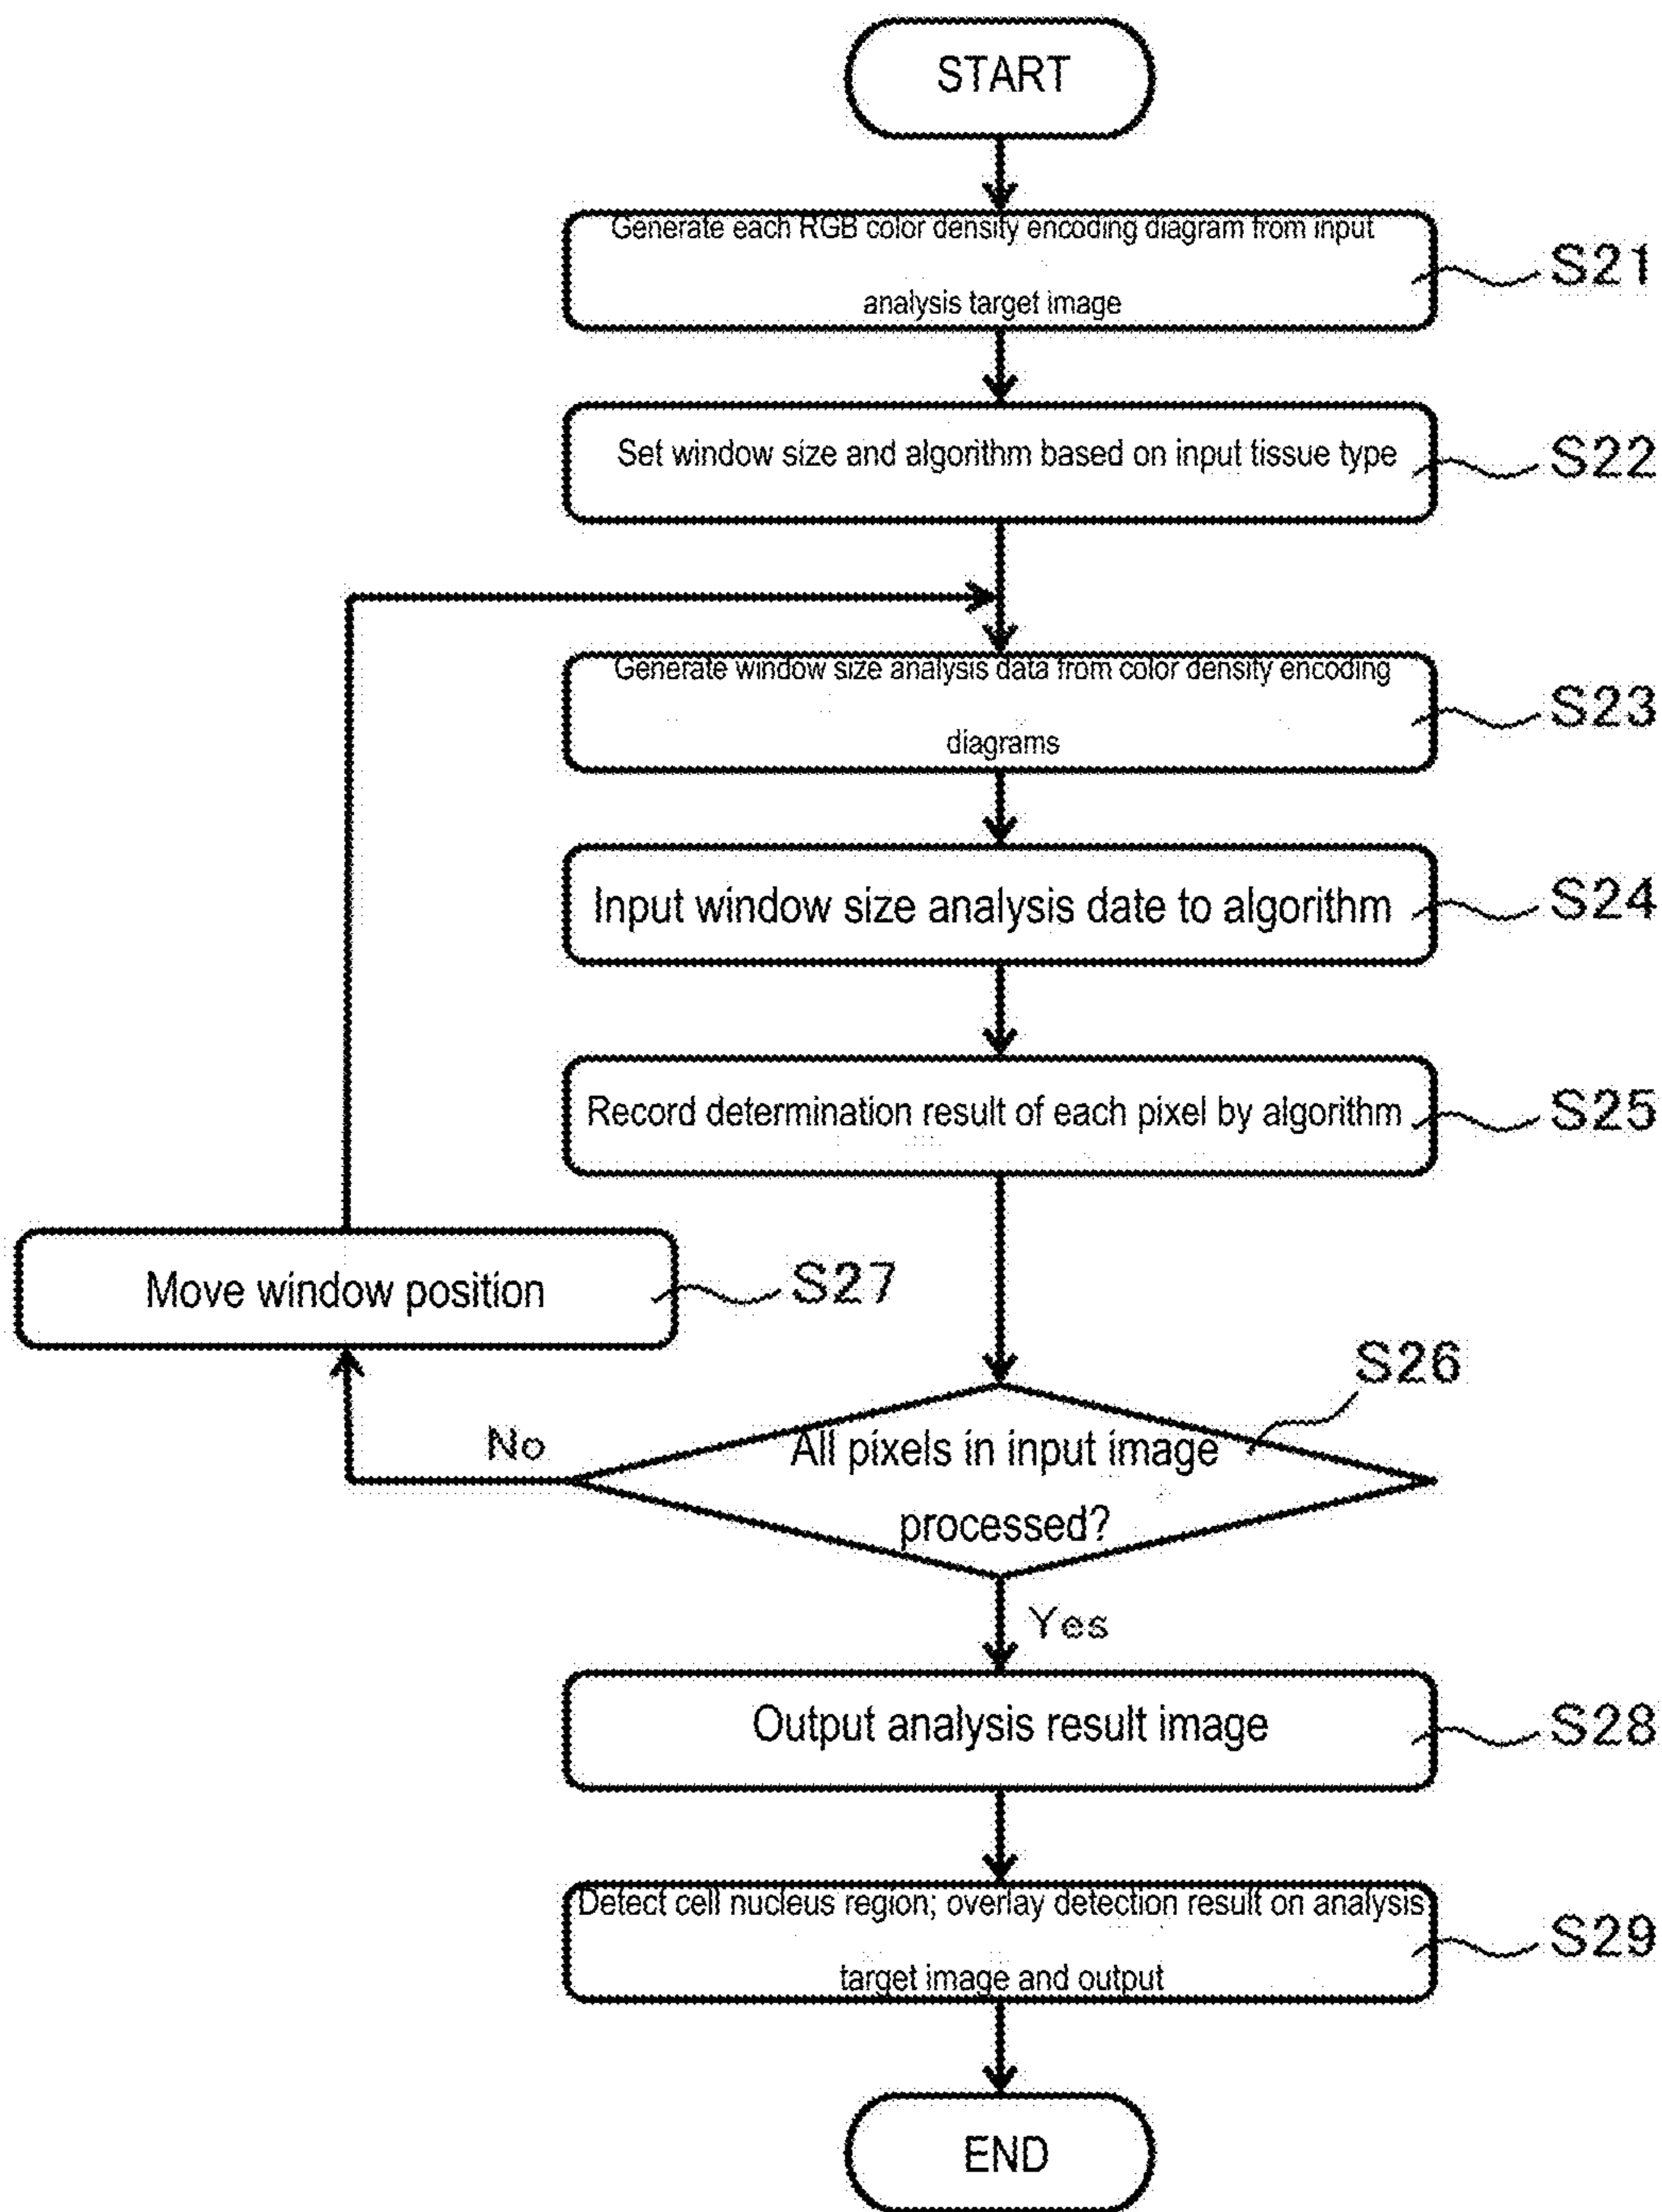 START
Generate each RGB color density encoding diagram from input
analysis target image
S21
Set window size and algorithm based on input tissue type
S22
Generate window size analysis data from color density encoding
diagrams
S23
Input window size analysis date to algorithm
S24
Record determination result of each pixel by algorithm
S25
Move window position
S27
S26
All pixels in input image
processed?
No
Yes
Output analysis result image
S28
Detect cell nucleus region; overlay detection result on analysis
target image and output
S29
END